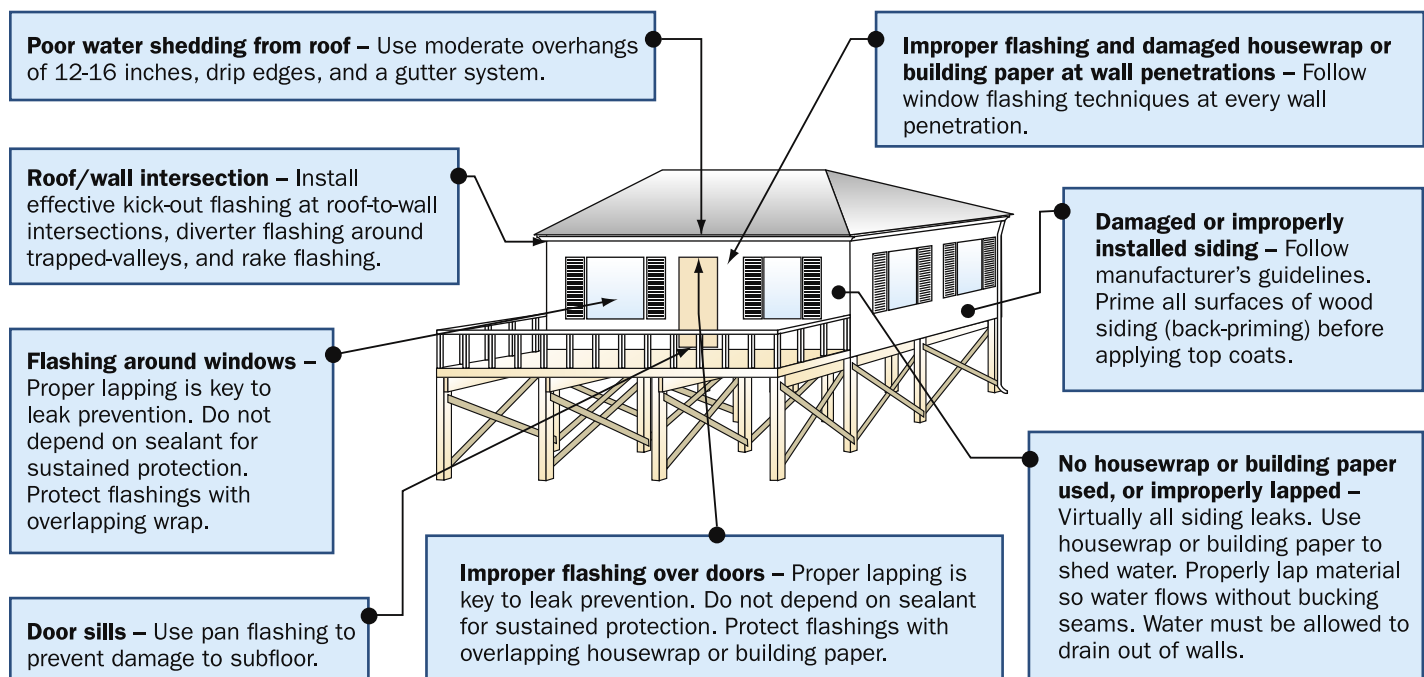 Poor water shedding from roof – Use moderate overhangs
of 12-16 inches, drip edges, and a gutter system.
Improper flashing and damaged housewrap or
building paper at wall penetrations – Follow
window flashing techniques at every wall
penetration.
Roof/wall intersection – Install
effective kick-out flashing at roof-to-wall
intersections, diverter flashing around
trapped-valleys, and rake flashing.
Damaged or improperly
installed siding – Follow
manufacturer’s guidelines.
Prime all surfaces of wood
siding (back-priming) before
applying top coats.
Flashing around windows –
Proper lapping is key to
leak prevention. Do not
depend on sealant for
sustained protection.
Protect flashings with
overlapping wrap.
No housewrap or building paper
used, or improperly lapped –
Virtually all siding leaks. Use
housewrap or building paper to
shed water. Properly lap material
so water flows without bucking
seams. Water must be allowed to
drain out of walls.
Improper flashing over doors – Proper lapping is
key to leak prevention. Do not depend on sealant
for sustained protection. Protect flashings with
overlapping housewrap or building paper.
Door sills – Use pan flashing to
prevent damage to subfloor.